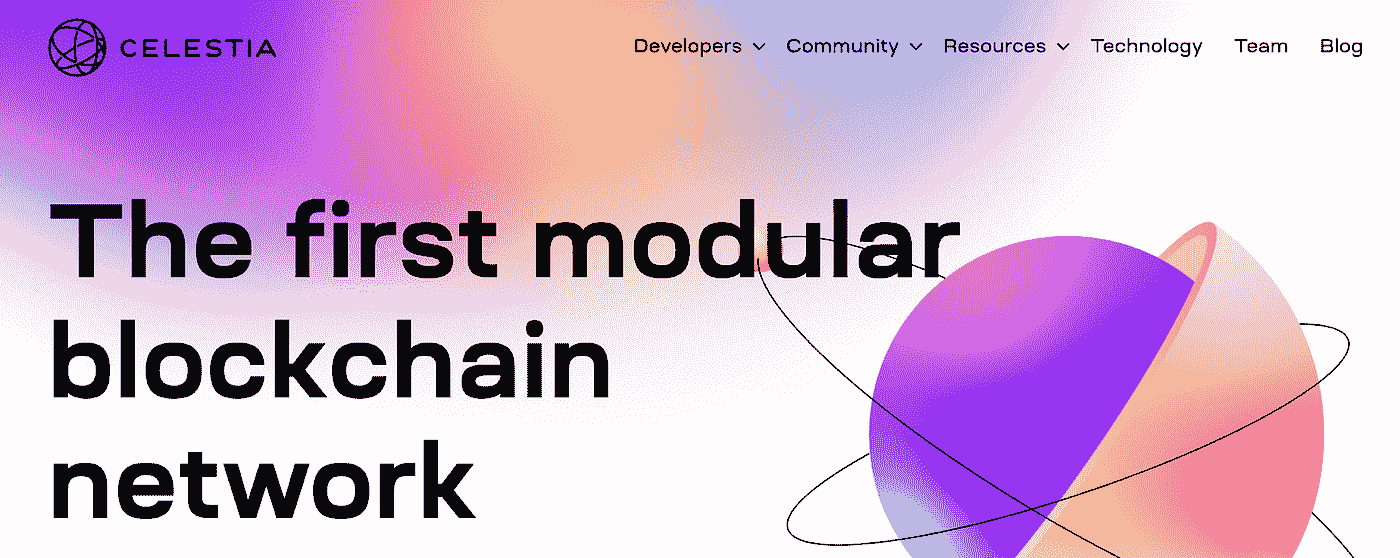 CELESTIA
Developers Community Resources Technology Team Blog
The first modular
blockchain
network